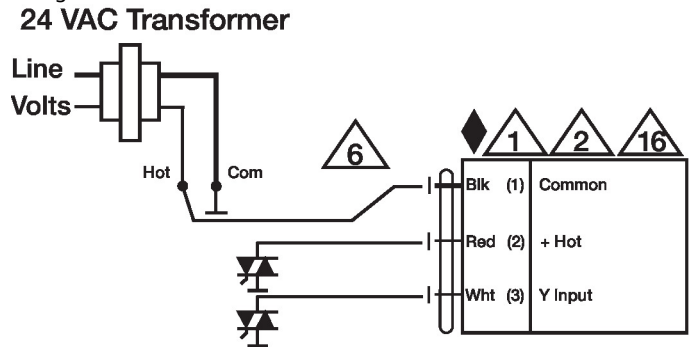 24 VAC Transformer
Line
Volts
Hot
Com
6
1
2
16
Blk (1) Common
Red (2) + Hot
Wht (3) Y Input